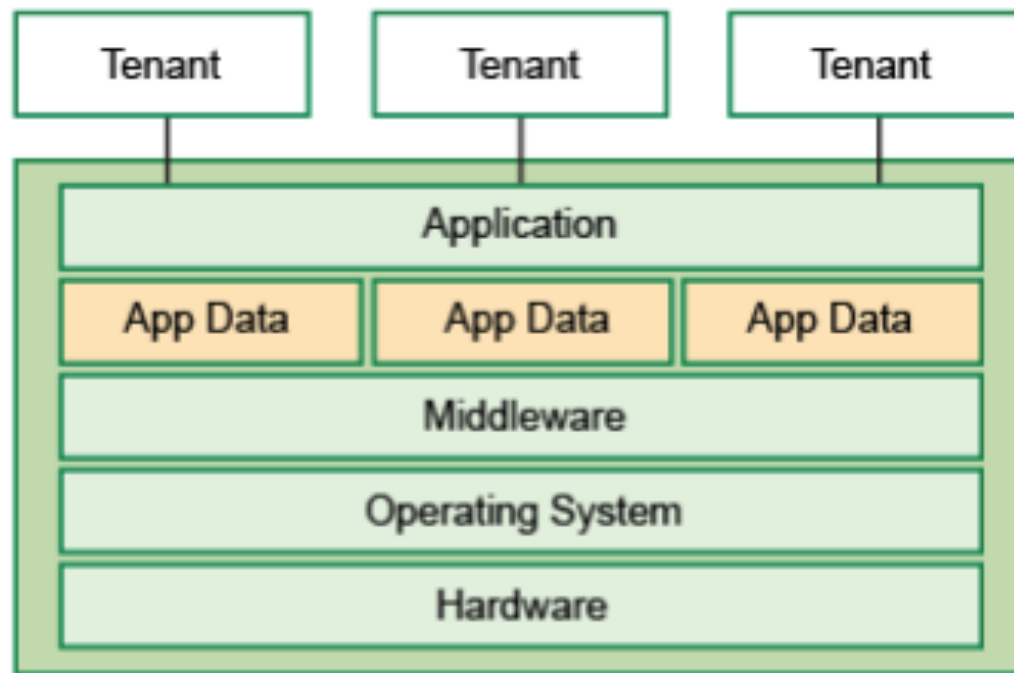 Tenant
Tenant
Tenant
Application
App Data
App Data
App Data
Middleware
Operating System
Hardware